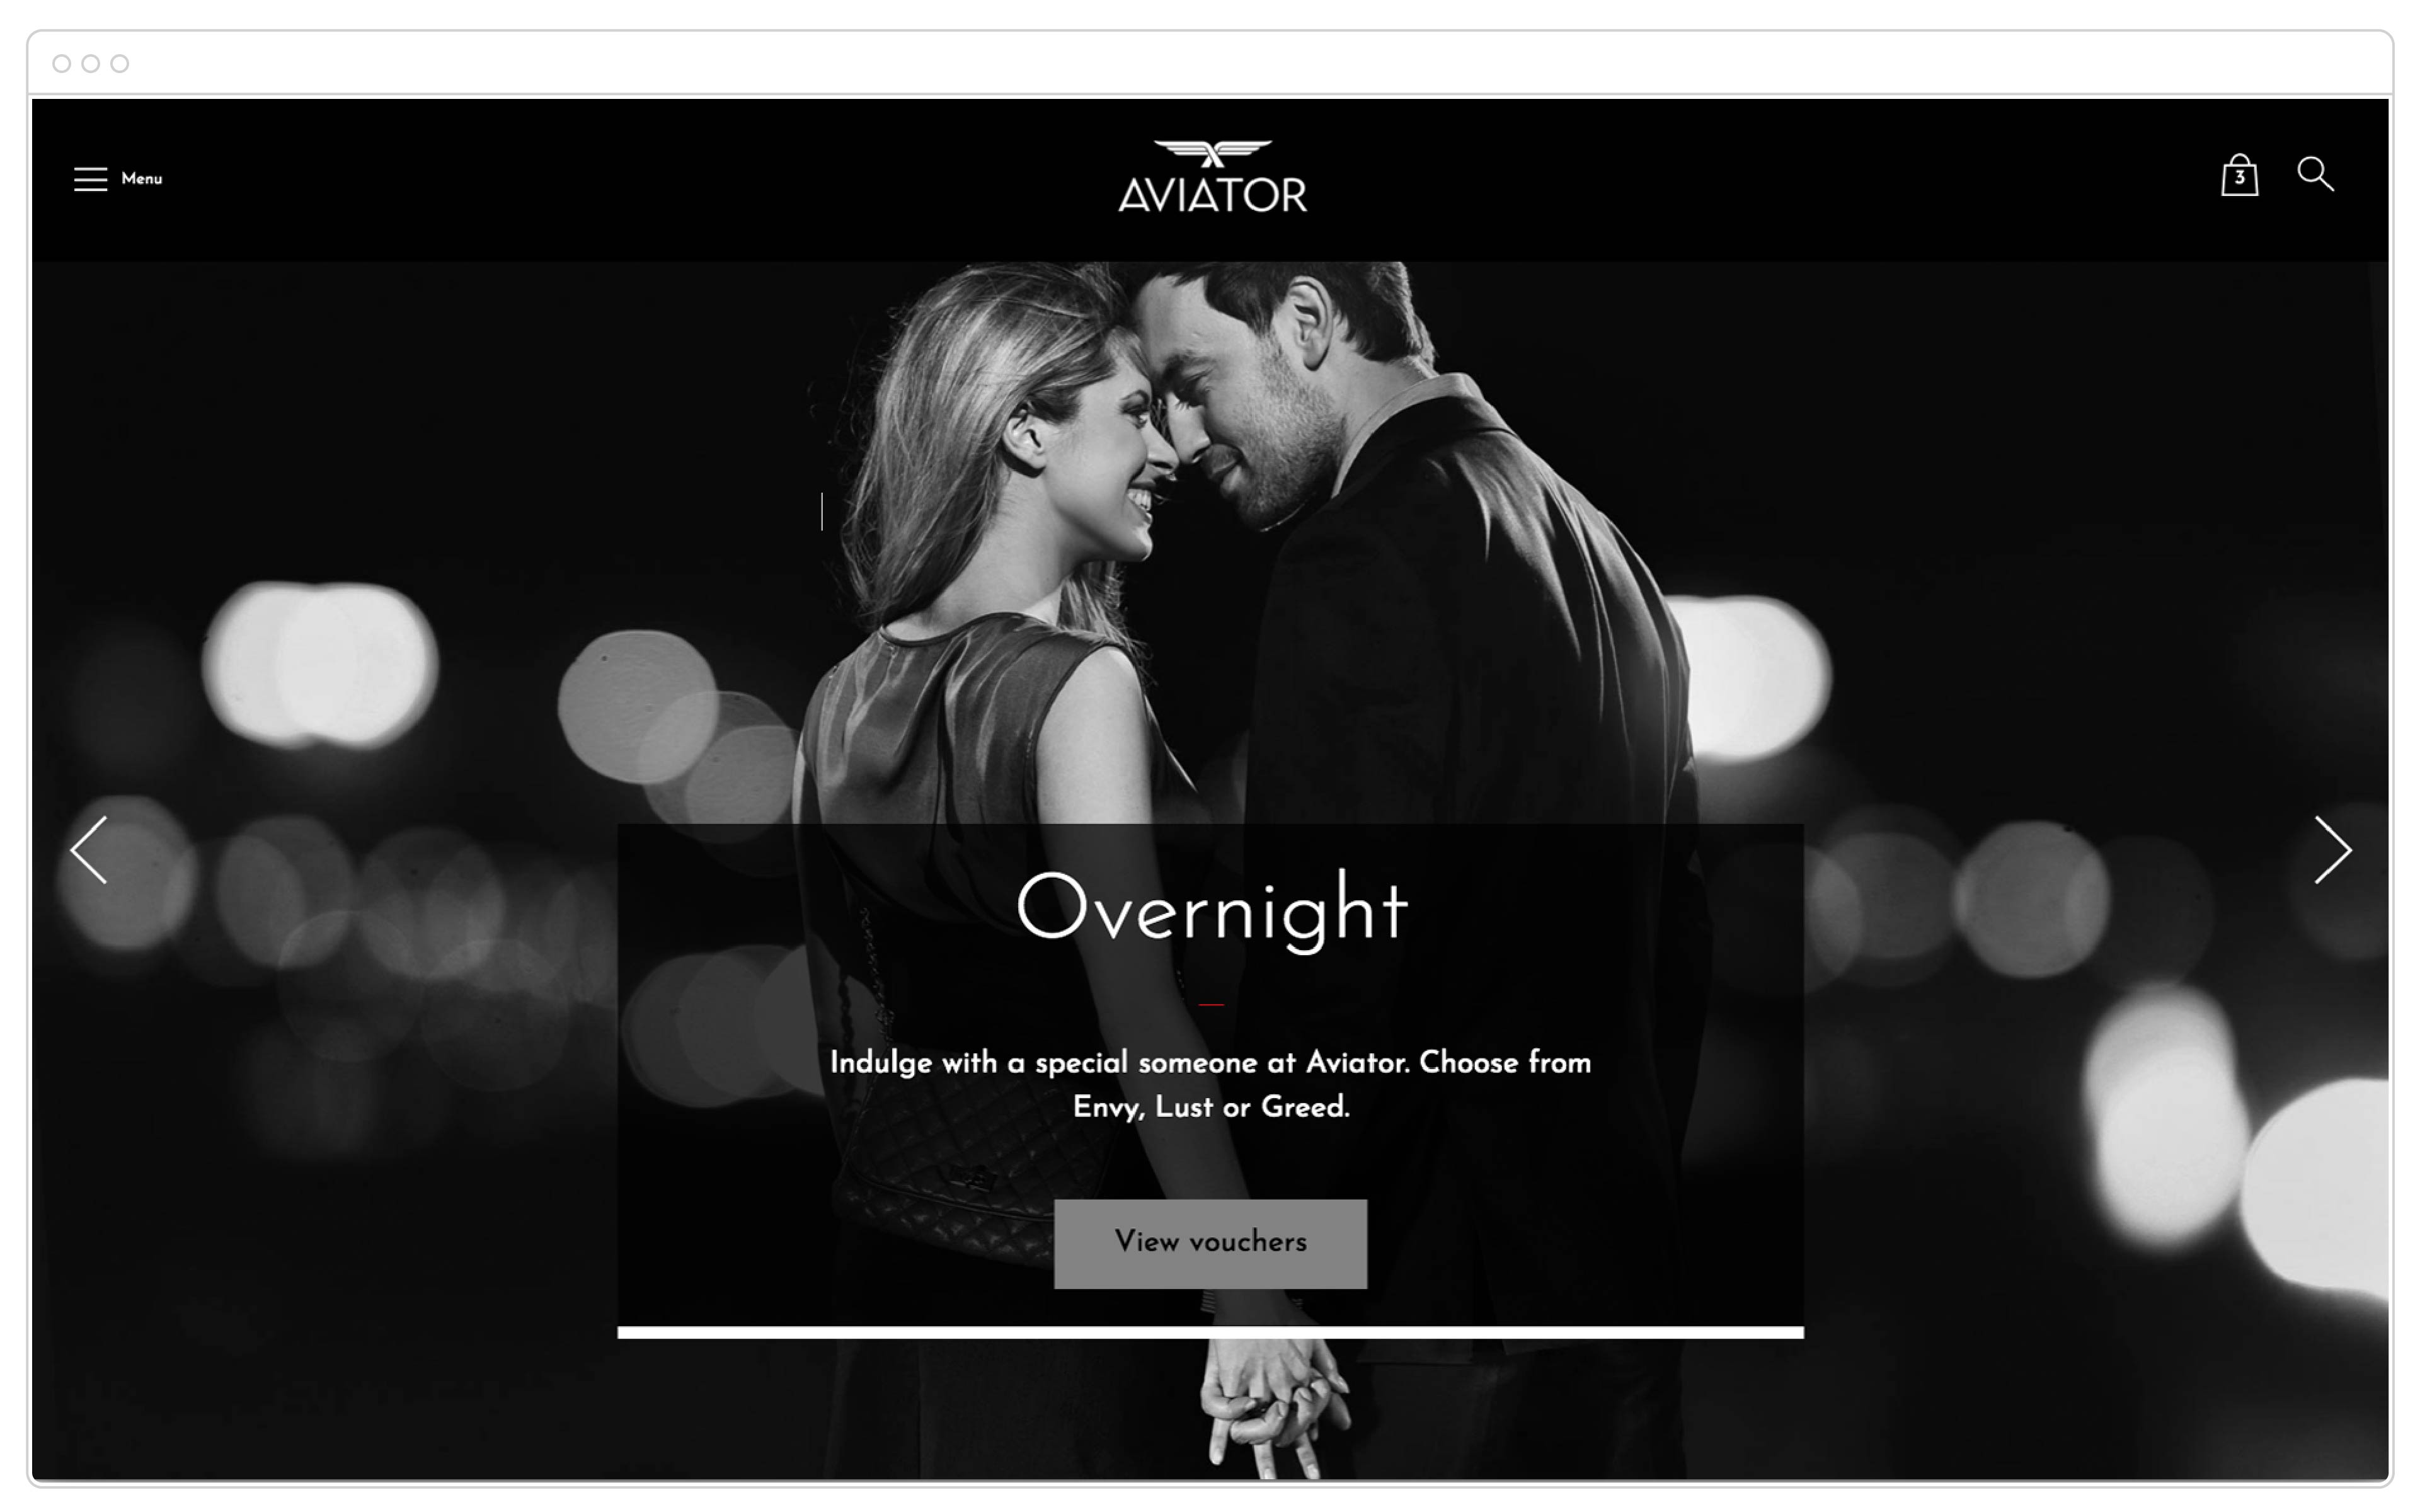 Menu
AVIATOR
3
Overnight
Indulge with a special someone at Aviator. Choose from
Envy, Lust or Greed.
View vouchers